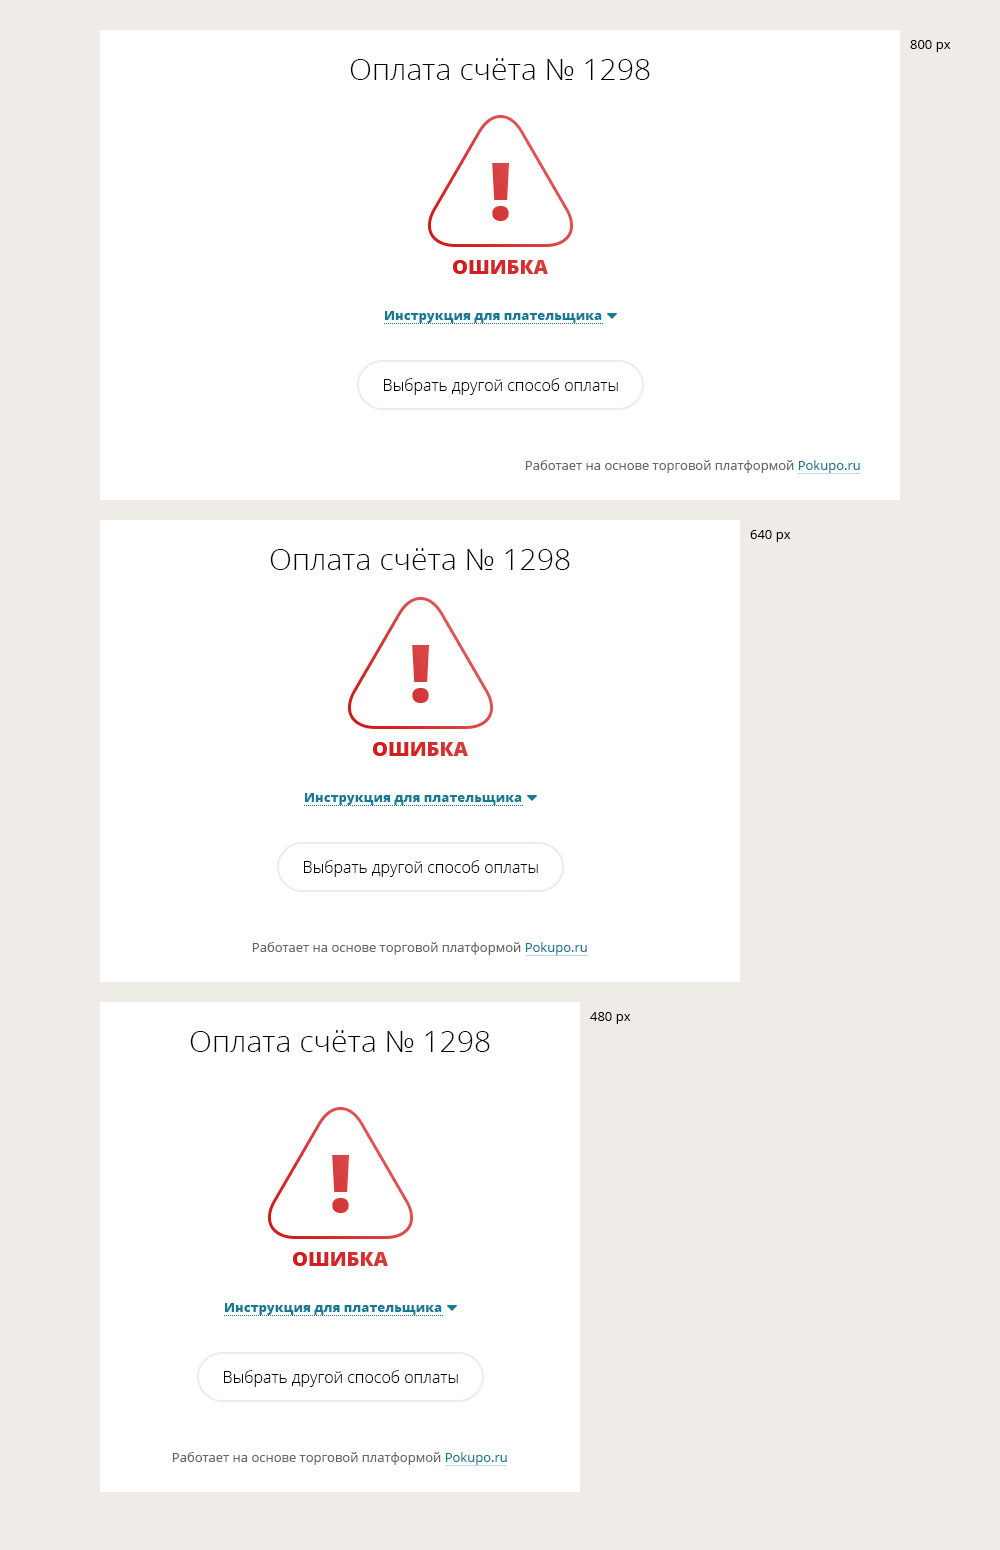 800 px
Оплата счёта № 1298
!
ОШИБКА
Инструкция для плательщика
Выбрать другой способ оплаты
Работает на основе торговой платформой Pokupo.ru
640 px
Оплата счёта № 1298
!
ОШИБКА
Инструкция для плательщика
Выбрать другой способ оплаты
Работает на основе торговой платформой Pokupo.ru
480 px
Оплата счёта № 1298
!
ОШИБКА
Инструкция для плательщика
Выбрать другой способ оплаты
Работает на основе торговой платформой Pokupo.ru